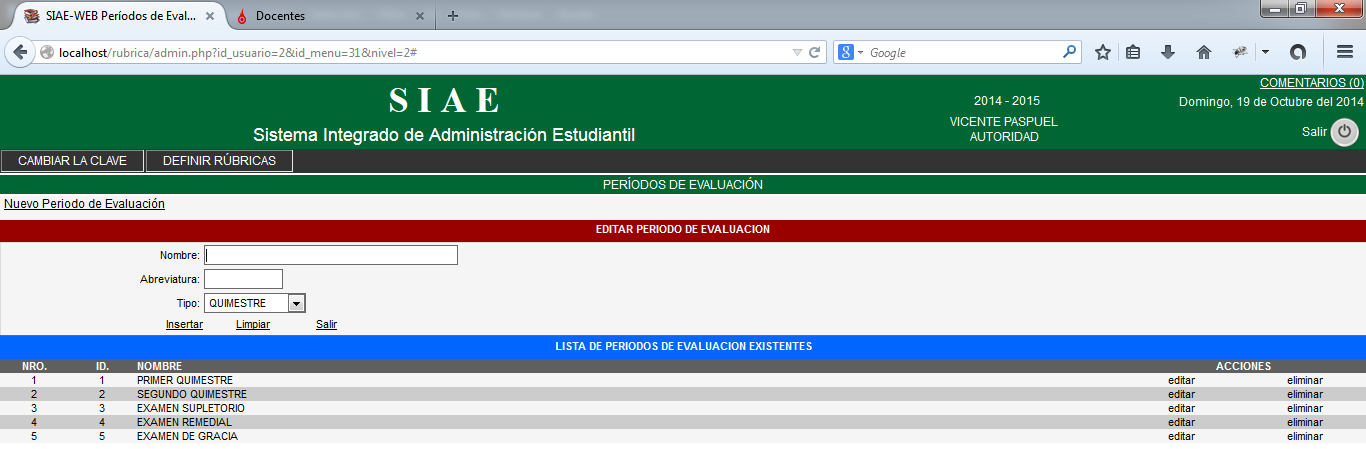 SIAE-WEB Períodos de Eval... Docentes
localhost/rubrica/admin.php?id_usuario=2&id_menu=31&nivel=2# Google
COMENTARIOS (0)
S I A E 2014 - 2015 Domingo, 19 de Octubre del 2014
Sistema Integrado de Administración Estudiantil VICENTE PASPUEL
AUTORIDAD Salir
CAMBIAR LA CLAVE DEFINIR RÚBRICAS
PERÍODOS DE EVALUACIÓN
Nuevo Periodo de Evaluación
EDITAR PERIODO DE EVALUACION
Nombre:
Abreviatura:
Tipo: QUIMESTRE
Insertar Limpiar Salir
LISTA DE PERIODOS DE EVALUACION EXISTENTES
NRO. ID. NOMBRE ACCIONES
1 1 PRIMER QUIMESTRE editar eliminar
2 2 SEGUNDO QUIMESTRE editar eliminar
3 3 EXAMEN SUPLETORIO editar eliminar
4 4 EXAMEN REMEDIAL editar eliminar
5 5 EXAMEN DE GRACIA editar eliminar